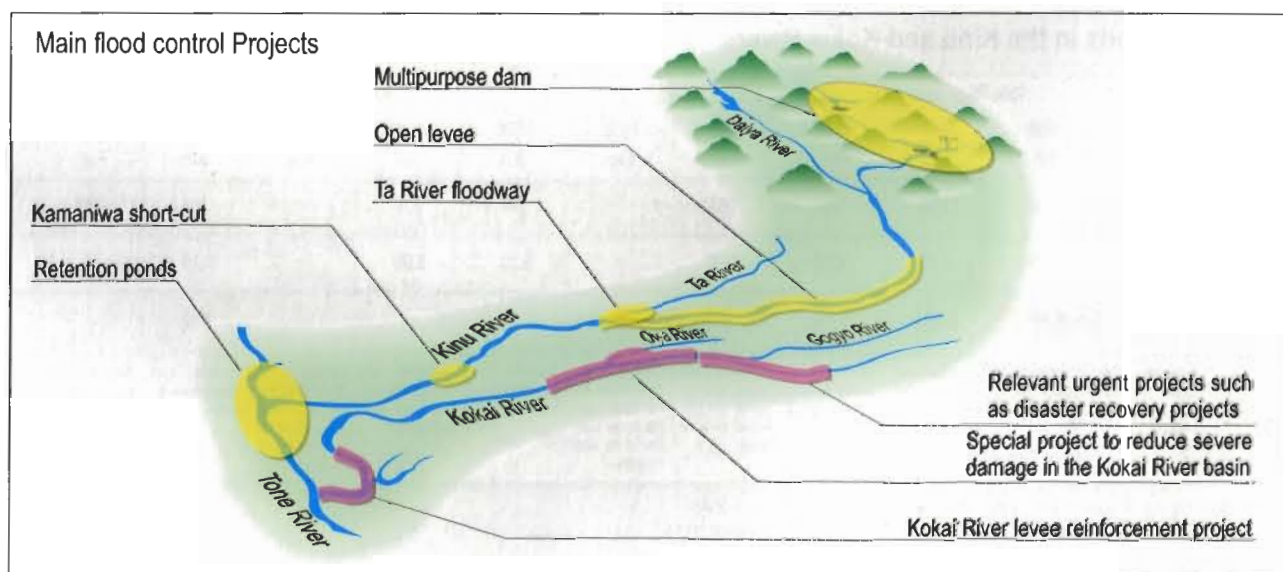 Main flood control Projects
Multipurpose dam
Open levee
Ta River floodway
Kamaniwa short-cut
Retention ponds
Daiya River
Ta River
Kinu River
Oya River
Gogyo River
Kokai River
Tone River
Relevant urgent projects such
as disaster recovery projects
Special project to reduce severe
damage in the Kokai River basin
Kokai River levee reinforcement project